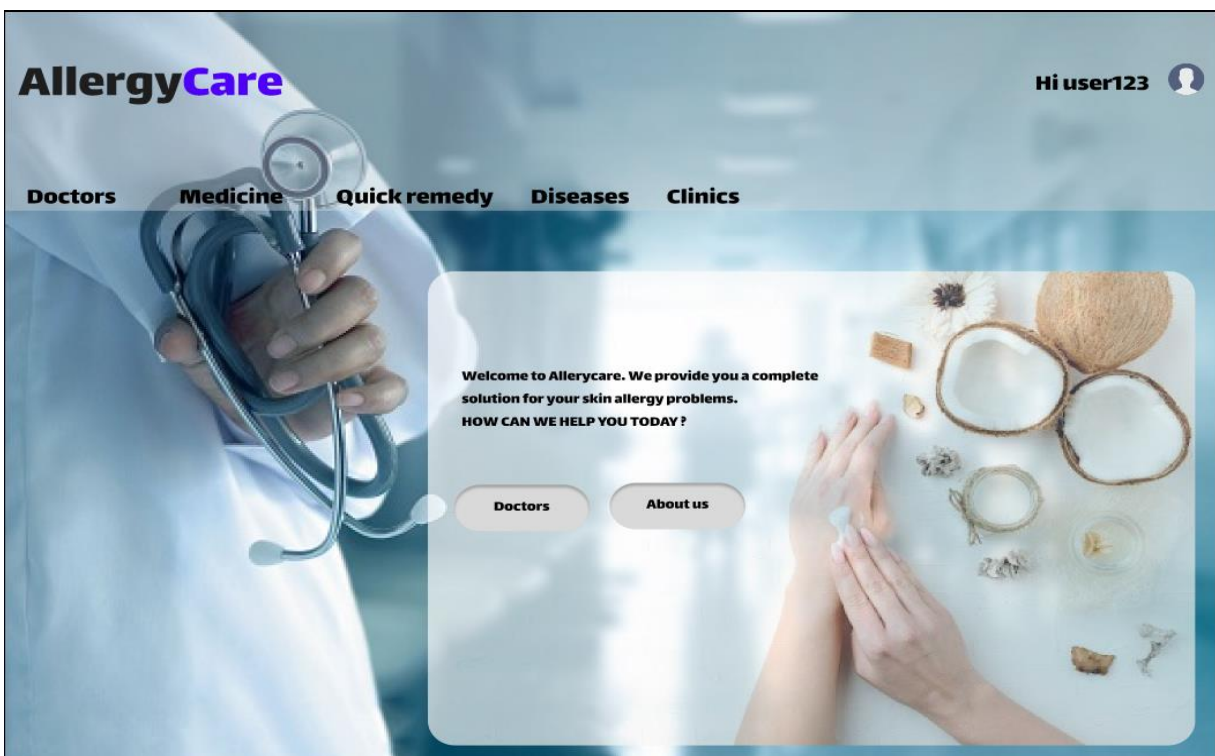 AllergyCare
Hi user123
Doctors Medicine Quick remedy Diseases Clinics
Welcome to Allerycare. We provide you a complete
solution for your skin allergy problems.
HOW CAN WE HELP YOU TODAY ?
Doctors About us